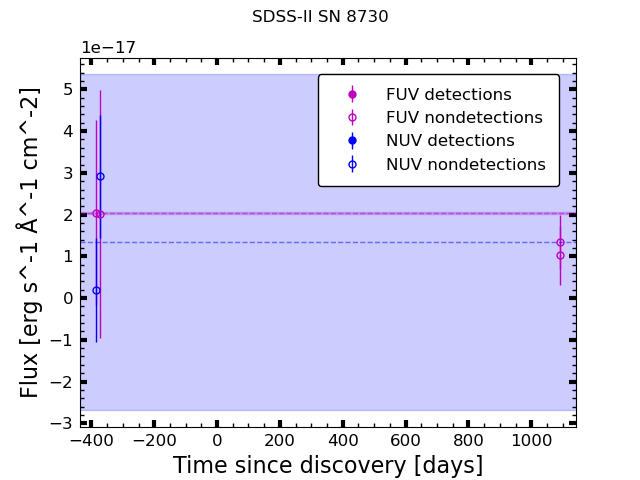 SDSS-II SN 8730
1e−17
5
4
3
2
1
0
−1
−2
−3
−400 −200 0 200 400 600 800 1000
Time since discovery [days]
Flux [erg s^-1 Å^-1 cm^-2]
FUV detections
FUV nondetections
NUV detections
NUV nondetections